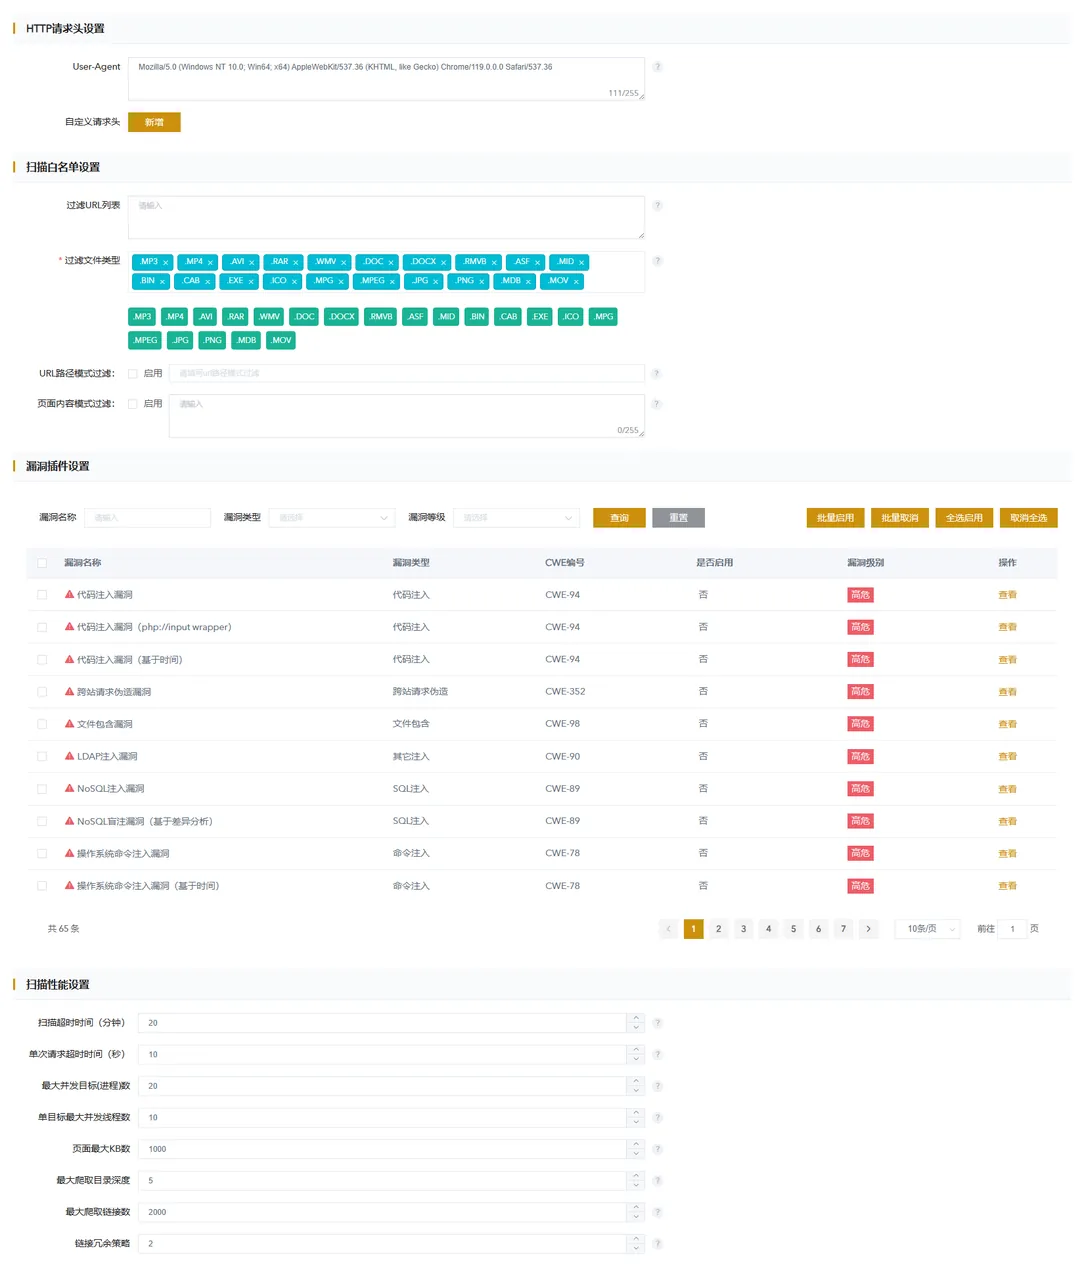 HTTP请求头设置
User-Agent Mozilla/5.0 (Windows NT 10.0; Win64; x64) AppleWebKit/537.36 (KHTML, like Gecko) Chrome/119.0.0.0 Safari/537.36 ?
111/255
自定义请求头 新增
扫描白名单设置
过滤URL列表 请输入 ?
* 过滤文件类型 .MP3 × .MP4 × .AVI × .RAR × .WMV × .DOC × .DOCX × .RMVB × .ASF × .MID × ?
.BIN × .CAB × .EXE × .ICO × .MPG × .MPEG × .JPG × .PNG × .MDB × .MOV ×
.MP3 .MP4 .AVI .RAR .WMV .DOC .DOCX .RMVB .ASF .MID .BIN .CAB .EXE .ICO .MPG
.MPEG .JPG .PNG .MDB .MOV
URL路径模式过滤： 启用 请填写url路径模式过滤 ?
页面内容模式过滤： 启用 请输入 ?
0/255
漏洞插件设置
漏洞名称 请输入 漏洞类型 请选择 漏洞等级 请选择 查询 重置 批量启用 批量取消 全选启用 取消全选
漏洞名称 漏洞类型 CWE编号 是否启用 漏洞级别 操作
代码注入漏洞 代码注入 CWE-94 否 高危 查看
代码注入漏洞（php://input wrapper） 代码注入 CWE-94 否 高危 查看
代码注入漏洞（基于时间） 代码注入 CWE-94 否 高危 查看
跨站请求伪造漏洞 跨站请求伪造 CWE-352 否 高危 查看
文件包含漏洞 文件包含 CWE-98 否 高危 查看
LDAP注入漏洞 其它注入 CWE-90 否 高危 查看
NoSQL注入漏洞 SQL注入 CWE-89 否 高危 查看
NoSQL盲注漏洞（基于差异分析） SQL注入 CWE-89 否 高危 查看
操作系统命令注入漏洞 命令注入 CWE-78 否 高危 查看
操作系统命令注入漏洞（基于时间） 命令注入 CWE-78 否 高危 查看
共 65 条 < 1 2 3 4 5 6 7 > 10条/页 前往 1 页
扫描性能设置
扫描超时时间（分钟） 20 ?
单次请求超时时间（秒） 10 ?
最大并发目标(进程)数 20 ?
单目标最大并发线程数 10 ?
页面最大KB数 1000 ?
最大爬取目录深度 5 ?
最大爬取链接数 2000 ?
链接冗余策略 2 ?